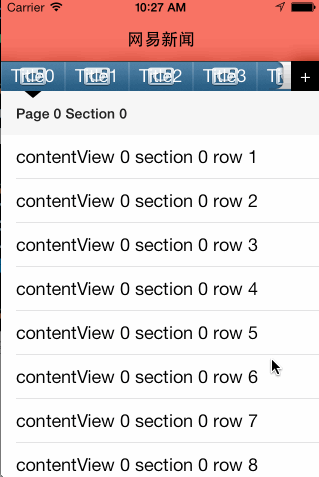 Carrier 10:27 AM
网易新闻
Title0 Title1 Title2 Title3 T +
Page 0 Section 0
contentView 0 section 0 row 1
contentView 0 section 0 row 2
contentView 0 section 0 row 3
contentView 0 section 0 row 4
contentView 0 section 0 row 5
contentView 0 section 0 row 6
contentView 0 section 0 row 7
contentView 0 section 0 row 8